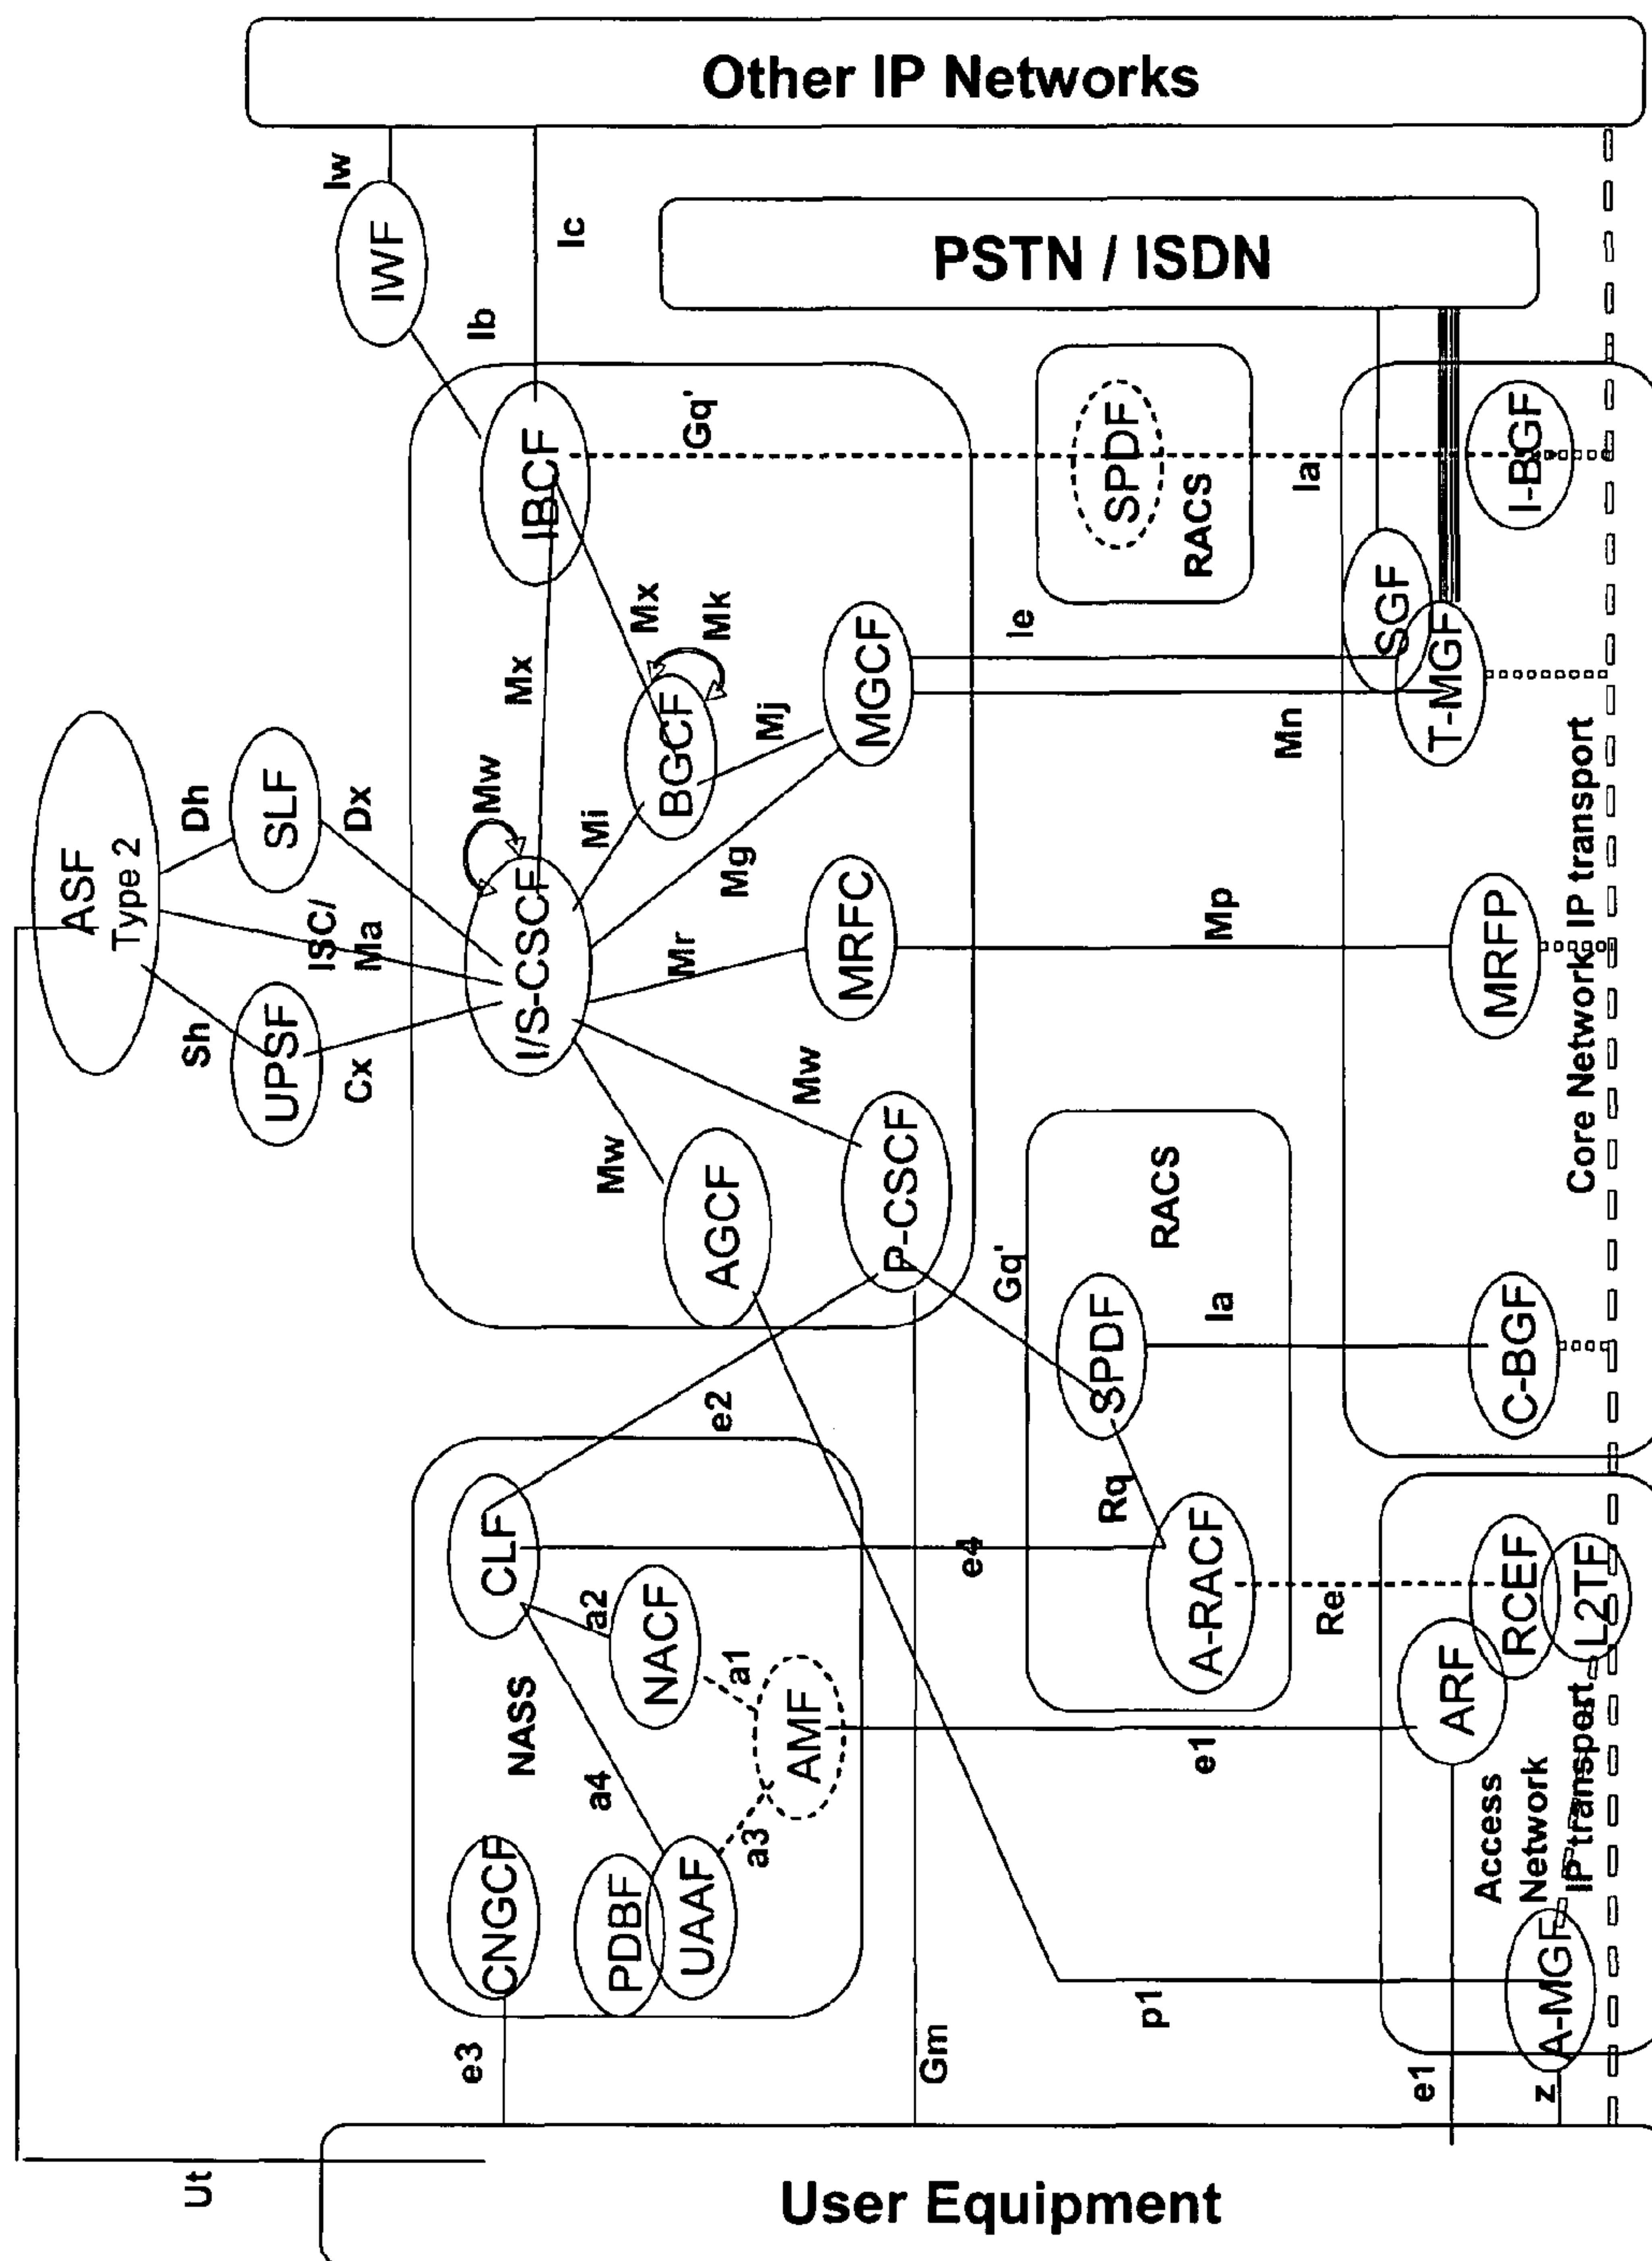 Other IP Networks
Iw
IWF
Ic
Ib
PSTN / ISDN
IBCF
Gq'
SPDF
RACS
Ia
I-BGF
SGF
T-MGF
Mx
Mk
Mx
Ie
BGCF
Mj
MGCF
Mn
ASF
Type 2
Dh
SLF
Dx
Mw
Mi
Mg
ISC/
Ma
I/S-CSCF
Mr
MRFC
Mp
MRFP
Core Network IP transport
Sh
UPSF
Cx
Mw
Mw
AGCF
P-CSCF
Gq'
RACS
SPDF
Ia
C-BGF
e2
CLF
Rq
e4
A-RACF
Re
RCEF
L2TF
a2
NACF
NASS
a1
AMF
a4
a3
e1
ARF
Access
Network
IP transport
CNGCF
PDBF
UAAF
p1
A-MGF
e3
Gm
e1
z
Ut
User Equipment